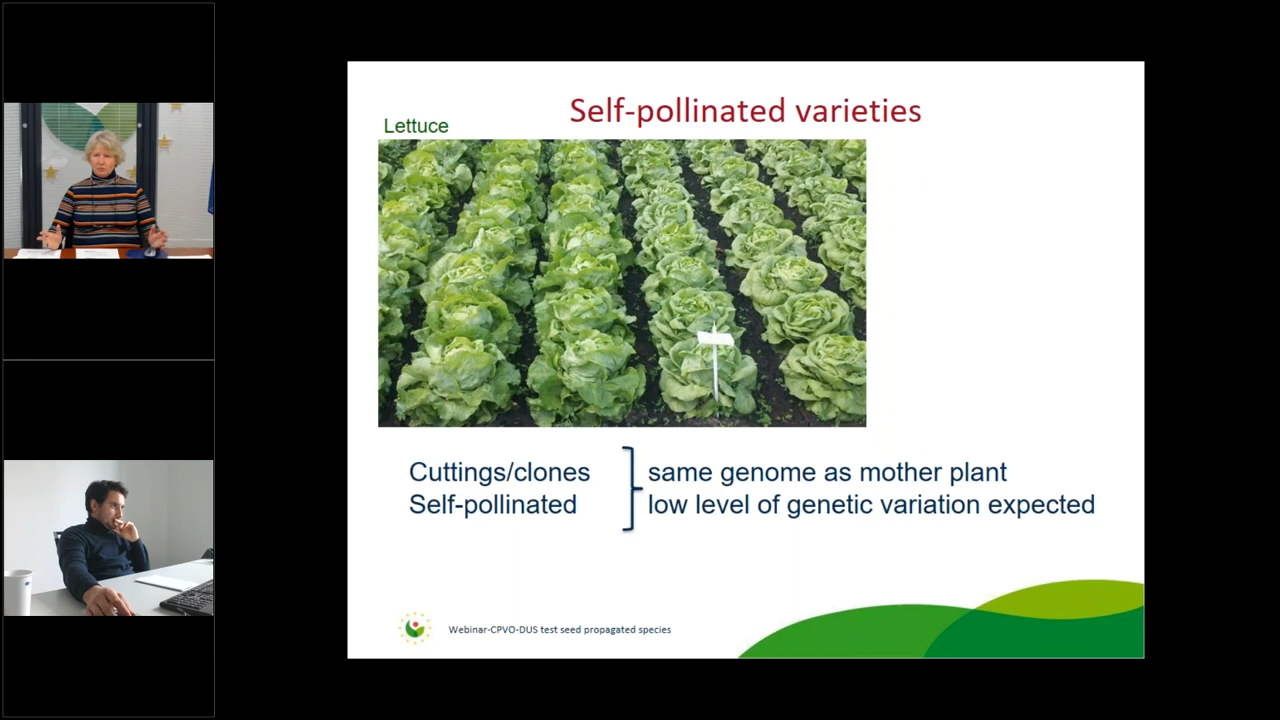 Self-pollinated varieties
Lettuce
Cuttings/clones
Self-pollinated
same genome as mother plant
low level of genetic variation expected
Webinar-CPVO-DUS test seed propagated species